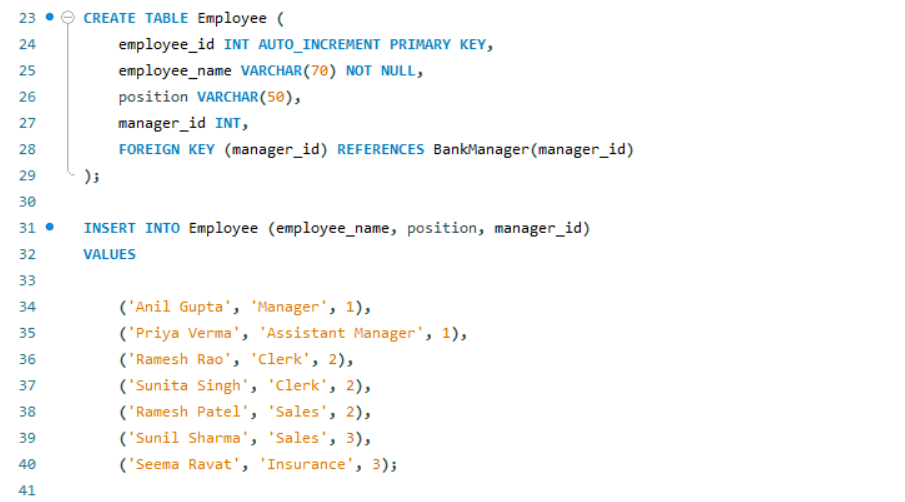 23 CREATE TABLE Employee (
24 employee_id INT AUTO_INCREMENT PRIMARY KEY,
25 employee_name VARCHAR(70) NOT NULL,
26 position VARCHAR(50),
27 manager_id INT,
28 FOREIGN KEY (manager_id) REFERENCES BankManager(manager_id)
29 );
30
31 INSERT INTO Employee (employee_name, position, manager_id)
32 VALUES
33
34 ('Anil Gupta', 'Manager', 1),
35 ('Priya Verma', 'Assistant Manager', 1),
36 ('Ramesh Rao', 'Clerk', 2),
37 ('Sunita Singh', 'Clerk', 2),
38 ('Ramesh Patel', 'Sales', 2),
39 ('Sunil Sharma', 'Sales', 3),
40 ('Seema Ravat', 'Insurance', 3);
41